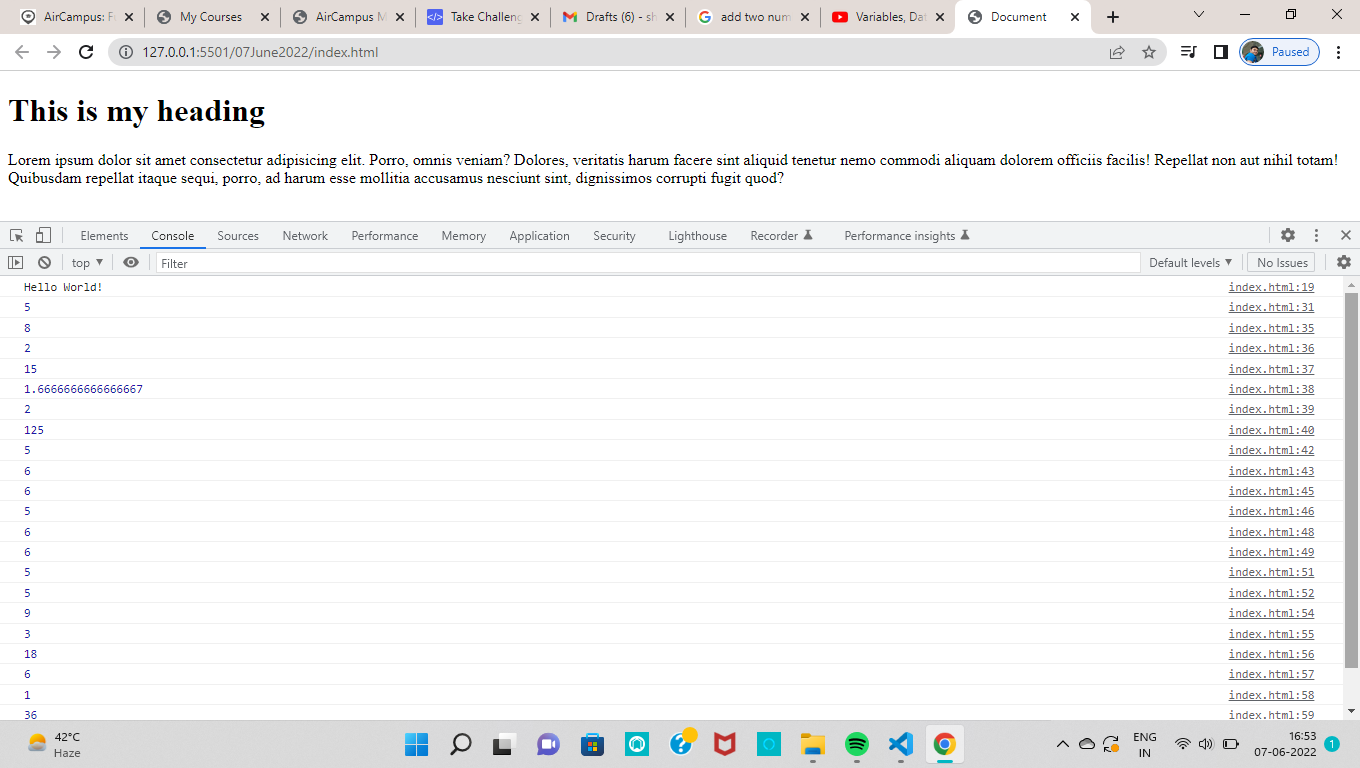 AirCampus: F
My Courses
AirCampus M
Take Challeng
Drafts (6) - sh
add two num
Variables, Dat
Document
127.0.0.1:5501/07June2022/index.html
Paused
This is my heading
Lorem ipsum dolor sit amet consectetur adipisicing elit. Porro, omnis veniam? Dolores, veritatis harum facere sint aliquid tenetur nemo commodi aliquam dolorem officiis facilis! Repellat non aut nihil totam!
Quibusdam repellat itaque sequi, porro, ad harum esse mollitia accusamus nesciunt sint, dignissimos corrupti fugit quod?
Elements Console Sources Network Performance Memory Application Security Lighthouse Recorder Performance insights
top Filter Default levels No Issues
Hello World! index.html:19
5 index.html:31
8 index.html:35
2 index.html:36
15 index.html:37
1.6666666666666667 index.html:38
2 index.html:39
125 index.html:40
5 index.html:42
6 index.html:43
6 index.html:45
5 index.html:46
6 index.html:48
6 index.html:49
5 index.html:51
5 index.html:52
9 index.html:54
3 index.html:55
18 index.html:56
6 index.html:57
1 index.html:58
36 index.html:59
42°C
Haze
ENG
IN
16:53
07-06-2022
1